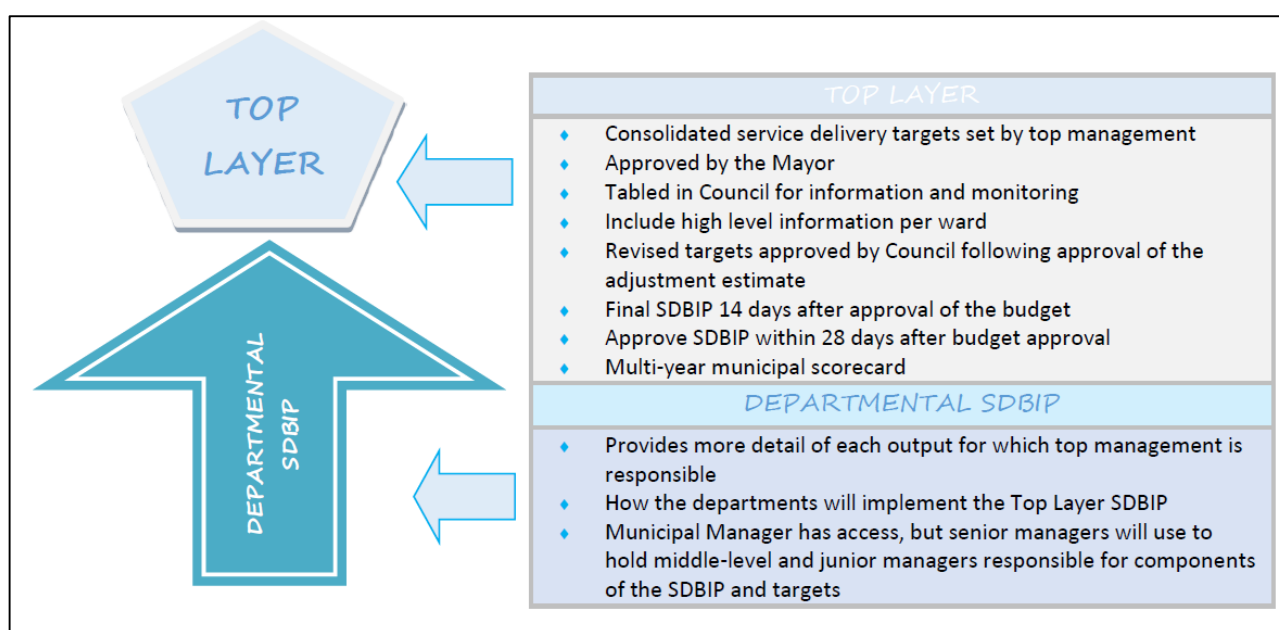 TOP
LAYER
DEPARTMENTAL
SDBIP
TOP LAYER
Consolidated service delivery targets set by top management
Approved by the Mayor
Tabled in Council for information and monitoring
Include high level information per ward
Revised targets approved by Council following approval of the
adjustment estimate
Final SDBIP 14 days after approval of the budget
Approve SDBIP within 28 days after budget approval
Multi-year municipal scorecard
DEPARTMENTAL SDBIP
Provides more detail of each output for which top management is
responsible
How the departments will implement the Top Layer SDBIP
Municipal Manager has access, but senior managers will use to
hold middle-level and junior managers responsible for components
of the SDBIP and targets